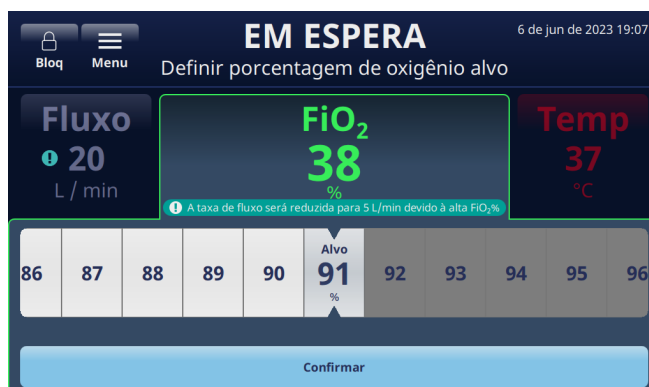 EM ESPERA
6 de jun de 2023 19:07
Bloq Menu
Definir porcentagem de oxigênio alvo
Fluxo
20
L / min
FiO₂
38
%
A taxa de fluxo será reduzida para 5 L/min devido à alta FiO₂%
Temp
37
°C
Alvo
86 87 88 89 90 91 92 93 94 95 96
%
Confirmar